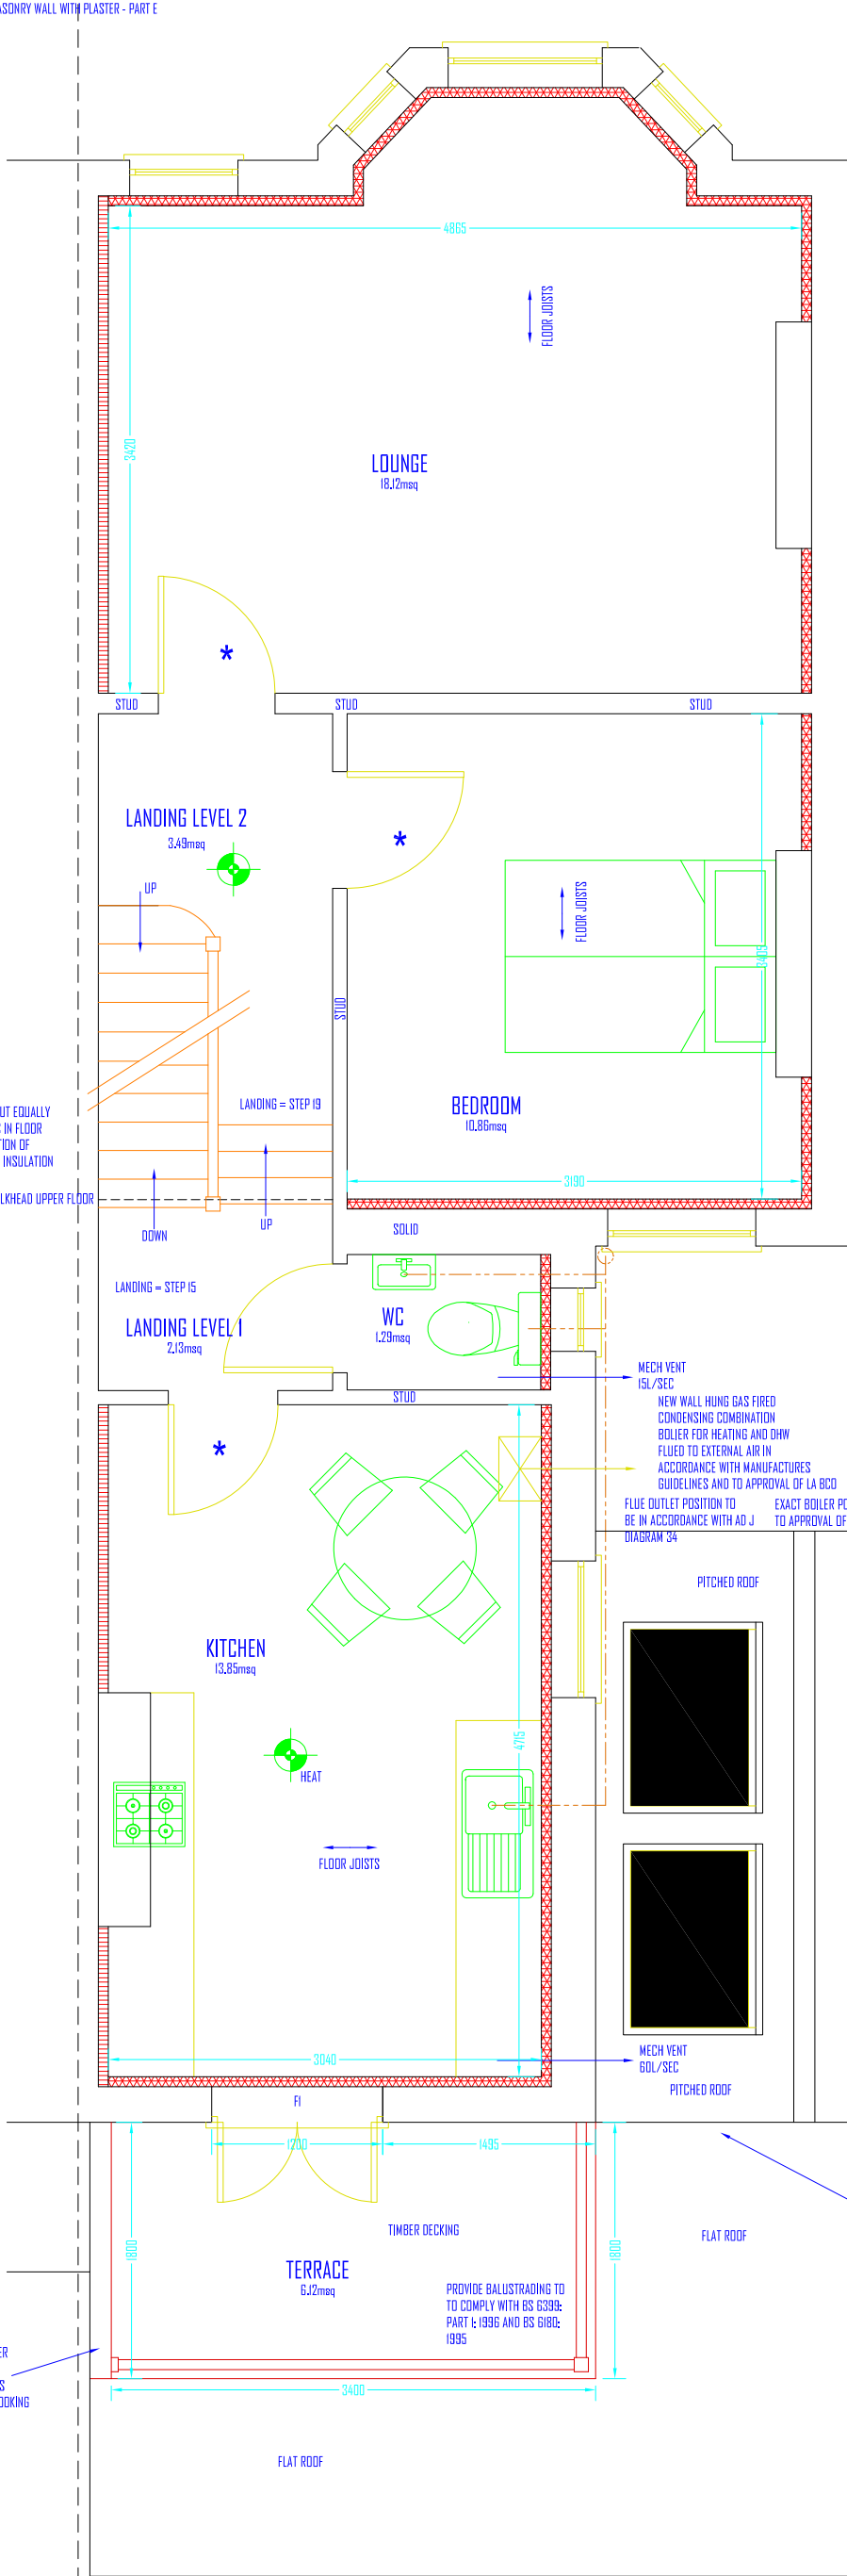 ASONRY WALL WITH PLASTER - PART E
4865
FLOOR JOISTS
3420
LOUNGE
18.12msq
*
STUD
STUD
STUD
LANDING LEVEL 2
3.49msq
*
UP
FLOOR JOISTS
3405
STUD
LANDING = STEP 19
BEDROOM
10.86msq
UT EQUALLY
IN FLOOR
TION OF
INSULATION
3190
LKHEAD UPPER FLOOR
DOWN
UP
SOLID
LANDING = STEP 15
LANDING LEVEL 1
2.13msq
WC
1.29msq
MECH VENT
15L/SEC
STUD
NEW WALL HUNG GAS FIRED
CONDENSING COMBINATION
BOLIER FOR HEATING AND DHW
FLUED TO EXTERNAL AIR IN
ACCORDANCE WITH MANUFACTURES
GUIDELINES AND TO APPROVAL OF LA BCO
*
FLUE OUTLET POSITION TO
BE IN ACCORDANCE WITH AD J
DIAGRAM 34
EXACT BOILER PO
TO APPROVAL OF
PITCHED ROOF
KITCHEN
13.85msq
4715
HEAT
FLOOR JOISTS
3040
MECH VENT
60L/SEC
PITCHED ROOF
F1
1200
1495
TIMBER DECKING
FLAT ROOF
1800
1800
TERRACE
6.12msq
PROVIDE BALUSTRADING TO
TO COMPLY WITH BS 6399:
PART 1: 1996 AND BS 6180:
1995
ER
S
OOKING
3400
FLAT ROOF